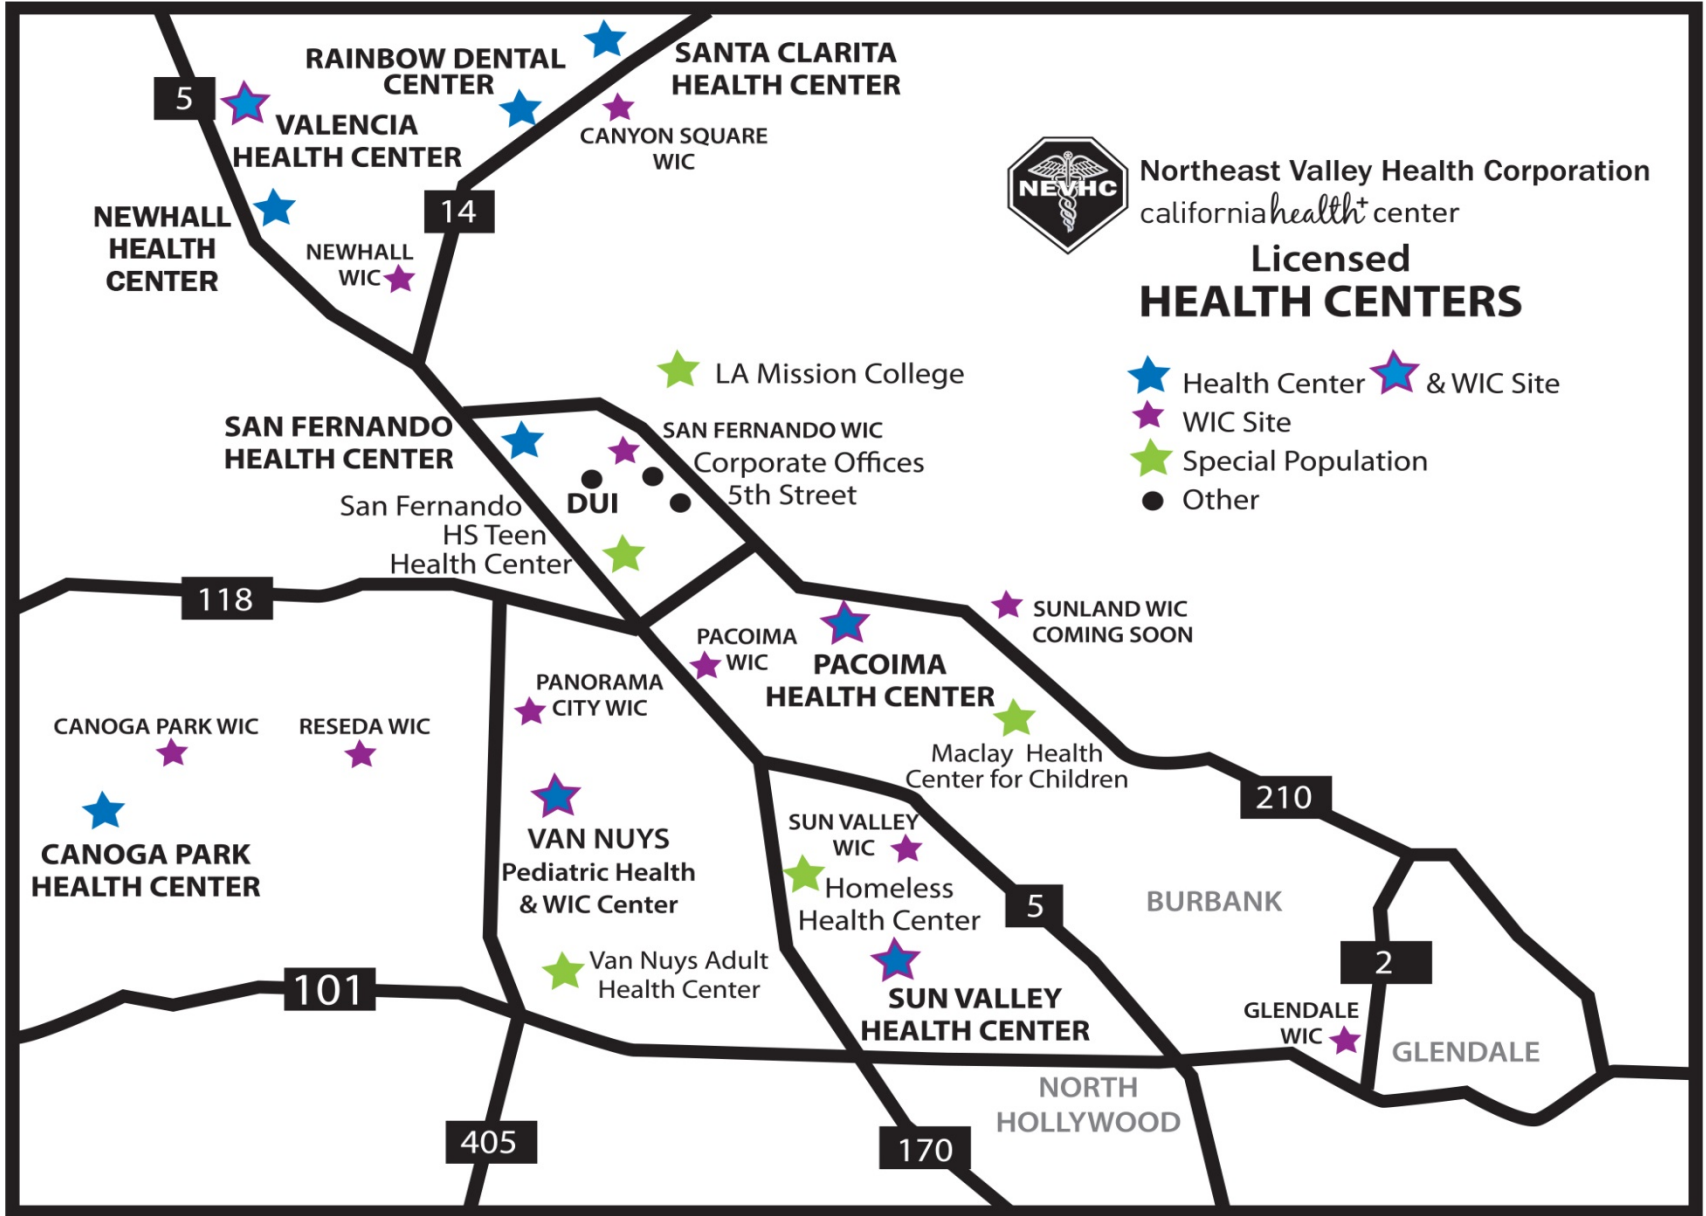 RAINBOW DENTAL
CENTER
SANTA CLARITA
HEALTH CENTER
5
VALENCIA
HEALTH CENTER
CANYON SQUARE
WIC
NEVHC
Northeast Valley Health Corporation
californiahealth+ center
Licensed
HEALTH CENTERS
Health Center
& WIC Site
WIC Site
Special Population
Other
14
NEWHALL
HEALTH
CENTER
NEWHALL
WIC
LA Mission College
SAN FERNANDO
HEALTH CENTER
SAN FERNANDO WIC
Corporate Offices
5th Street
DUI
San Fernando
HS Teen
Health Center
118
SUNLAND WIC
COMING SOON
PACOIMA
WIC
PACOIMA
HEALTH CENTER
PANORAMA
CITY WIC
CANOGA PARK WIC
RESEDA WIC
Maclay Health
Center for Children
210
CANOGA PARK
HEALTH CENTER
VAN NUYS
Pediatric Health
& WIC Center
SUN VALLEY
WIC
Homeless
Health Center
5
BURBANK
2
Van Nuys Adult
Health Center
101
SUN VALLEY
HEALTH CENTER
GLENDALE
WIC
GLENDALE
NORTH
HOLLYWOOD
405
170